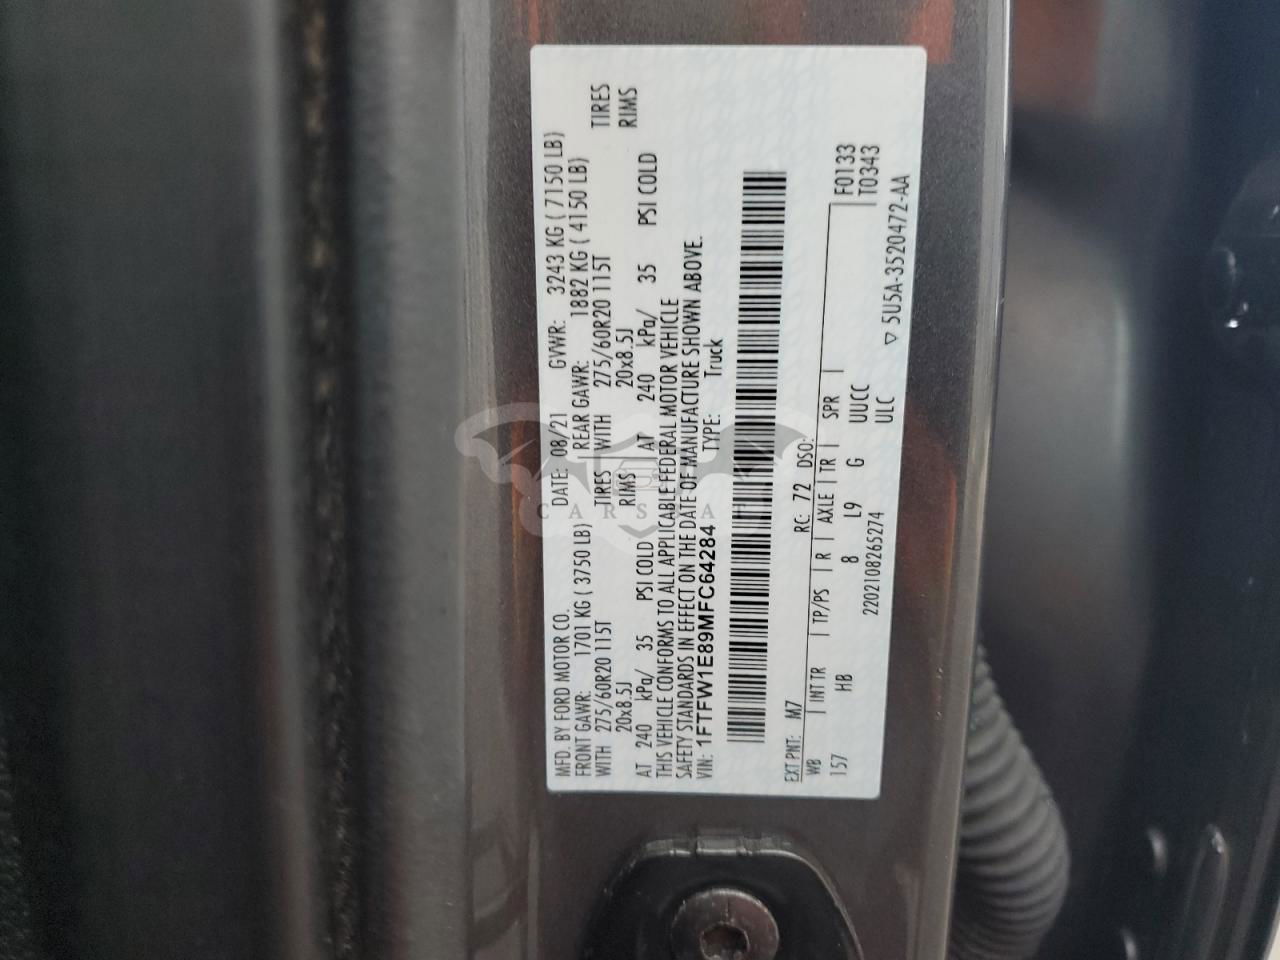 MFD. BY FORD MOTOR CO. DATE: 08/21 GVWR: 3243 KG ( 7150 LB)
FRONT GAWR: 1701 KG ( 3750 LB) REAR GAWR: 1882 KG ( 4150 LB)
WITH 275/60R20 115T TIRES WITH 275/60R20 115T TIRES
20x8.5J RIMS 20x8.5J RIMS
AT 240 kPa/ 35 PSI COLD AT 240 kPa/ 35 PSI COLD
THIS VEHICLE CONFORMS TO ALL APPLICABLE FEDERAL MOTOR VEHICLE
SAFETY STANDARDS IN EFFECT ON THE DATE OF MANUFACTURE SHOWN ABOVE.
VIN: 1FTFW1E89MFC64284 TYPE: Truck
EXT PNT: M7 RC: 72 DSO:
WB INT TR TP/PS R AXLE TR SPR F0133
157 HB 8 L9 G UUCC T0343
2202108265274 ULC
▽ 5U5A-3520472-AA